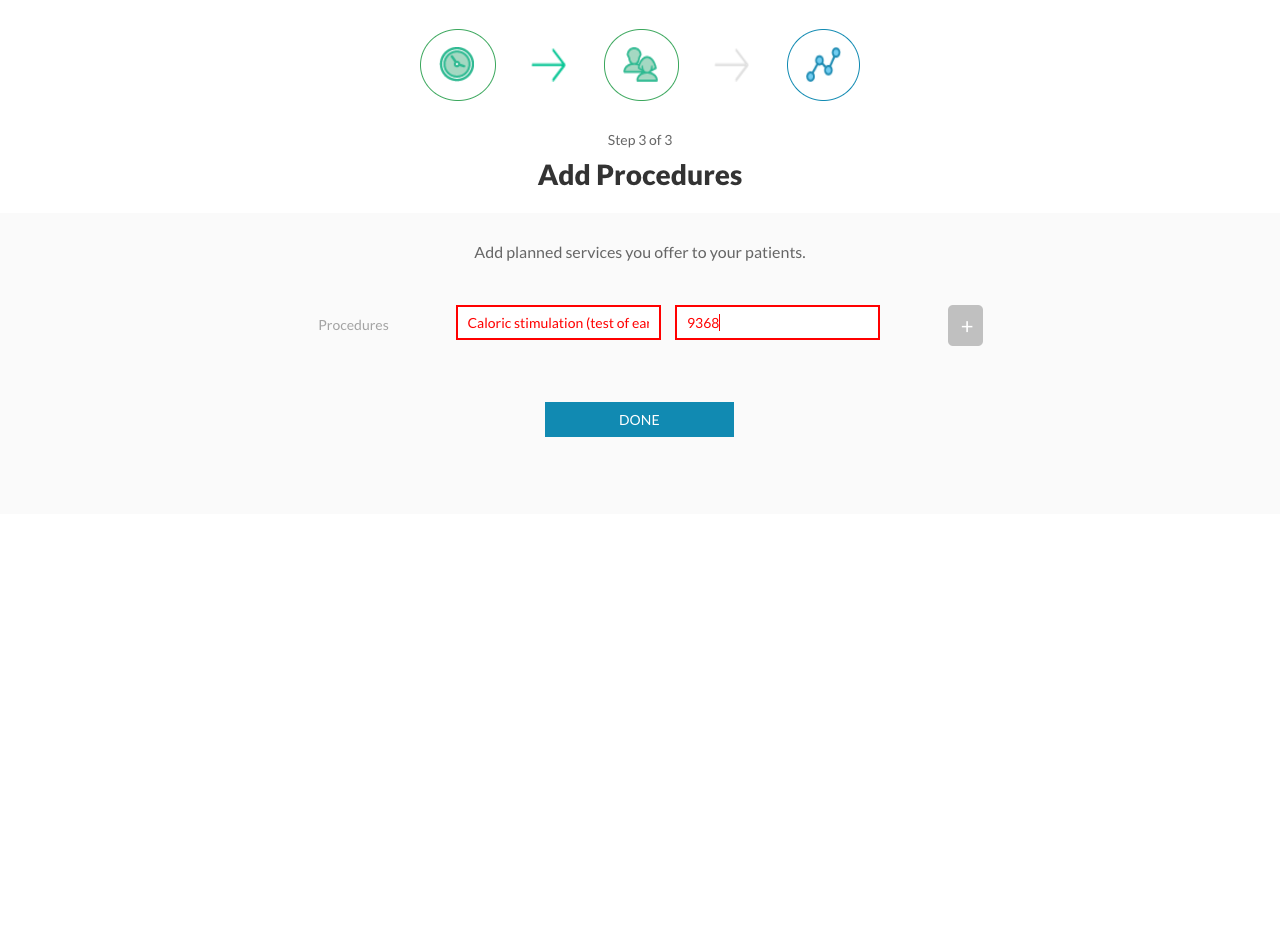 Step 3 of 3
Add Procedures
Add planned services you offer to your patients.
Procedures
Caloric stimulation (test of ear
9368
+
DONE